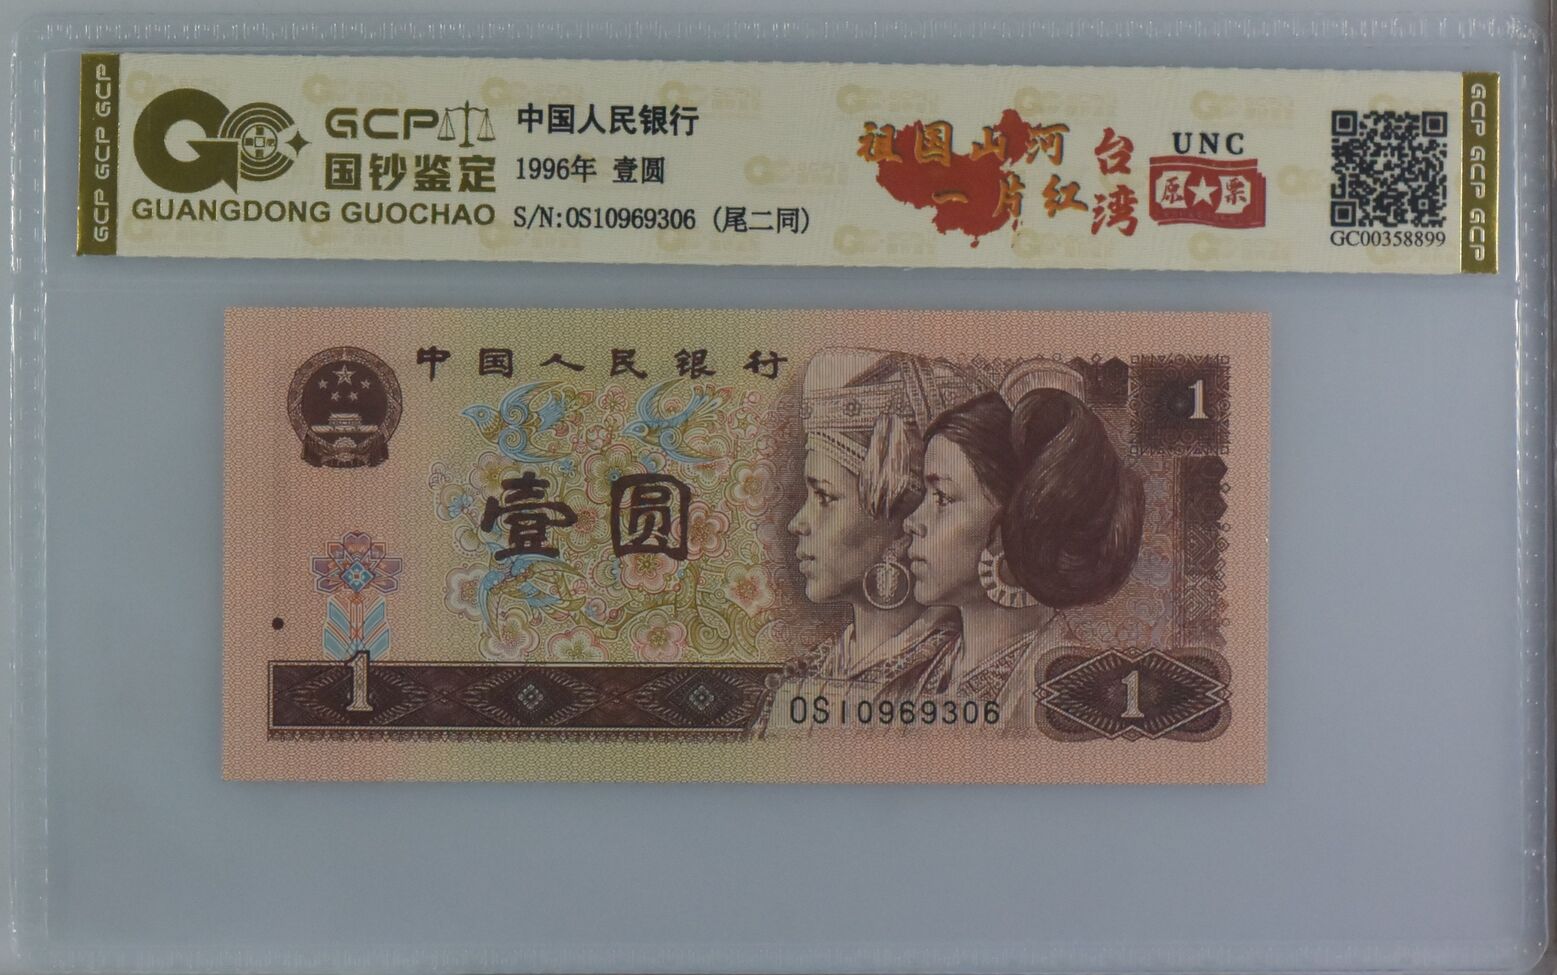 GCP GCP GCP
GCP
国钞鉴定
GUANGDONG GUOCHAO
中国人民银行
1996年 壹圆
S/N:0S10969306 (尾二同)
祖国山河
一片红
台湾
UNC
原★票
GC00358899
GCP GCP GCP
中国人民银行
1
壹圆
1
OS10969306
1